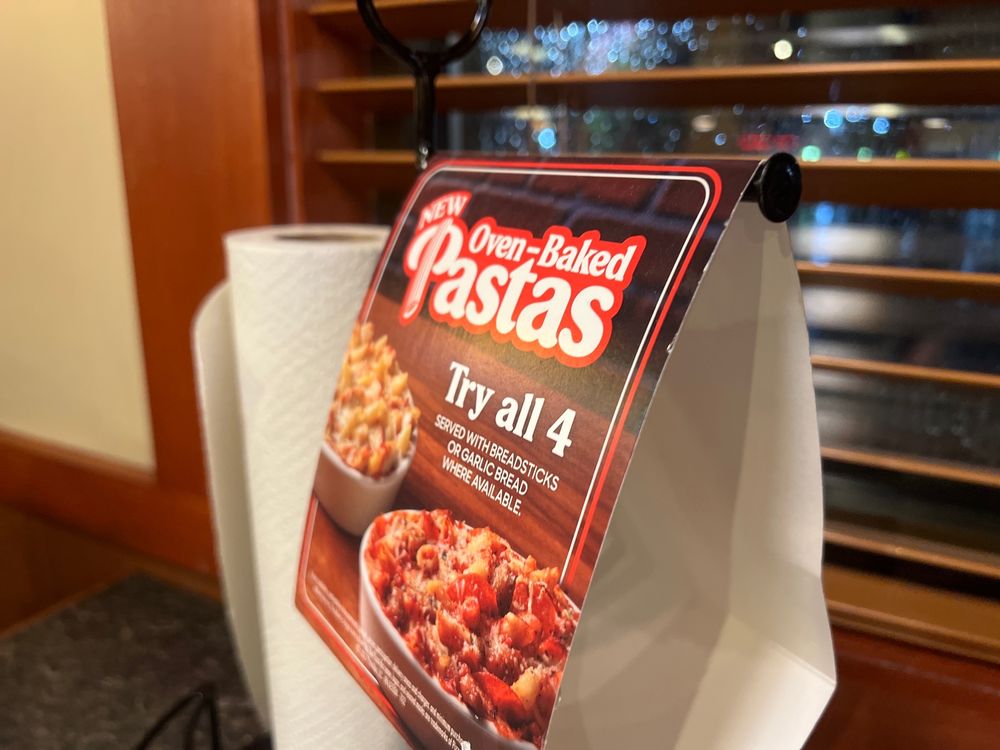 NEW
Oven-Baked
Pastas
Try all 4
SERVED WITH BREADSTICKS
OR GARLIC BREAD
WHERE AVAILABLE.